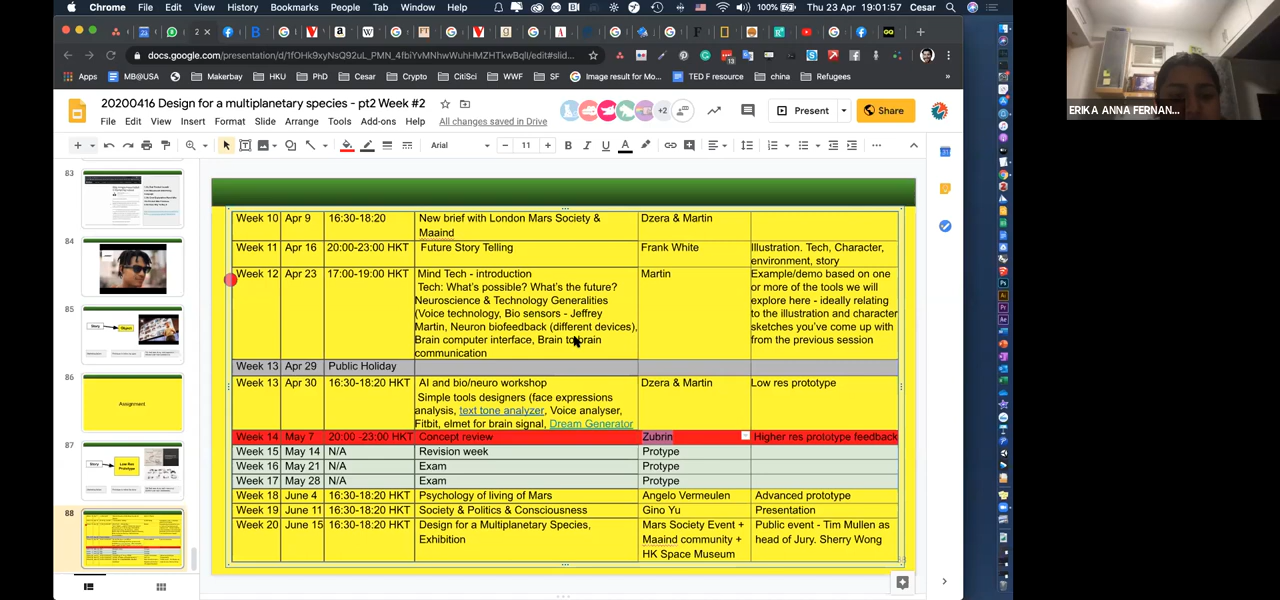 Chrome File Edit View History Bookmarks People Tab Window Help 100% Thu 23 Apr 19:01:57 Cesar
docs.google.com/presentation/d/1fOHk9xyNsQ92uL_PMN_4fbiYvMNhwWuhHMZHTkBqlI/edit#slid...
Apps MB@USA Makerbay HKU PhD Cesar Crypto CitSci WWF SF Image result for Mo... TED F resource china Refugees »
20200416 Design for a multiplanetary species - pt2 Week #2
+2 Present Share
File Edit View Insert Format Slide Arrange Tools Add-ons Help All changes saved in Drive
Arial 11 B I U A
83
84
85
86
Assignment
87
88
Week 10 Apr 9 16:30-18:20 New brief with London Mars Society & Dzera & Martin
Maaind
Week 11 Apr 16 20:00-23:00 HKT Future Story Telling Frank White Illustration. Tech, Character,
environment, story
Week 12 Apr 23 17:00-19:00 HKT Mind Tech - introduction Martin Example/demo based on one
Tech: What's possible? What's the future? or more of the tools we will
Neuroscience & Technology Generalities explore here - ideally relating
(Voice technology, Bio sensors - Jeffrey to the illustration and character
Martin, Neuron biofeedback (different devices), sketches you've come up with
Brain computer interface, Brain to brain from the previous session
communication
Week 13 Apr 29 Public Holiday
Week 13 Apr 30 16:30-18:20 HKT AI and bio/neuro workshop Dzera & Martin Low res prototype
Simple tools designers (face expressions
analysis, text tone analyzer, Voice analyser,
Fitbit, elmet for brain signal, Dream Generator
Week 14 May 7 20:00 -23:00 HKT Concept review Zubrin Higher res prototype feedback
Week 15 May 14 N/A Revision week Protype
Week 16 May 21 N/A Exam Protype
Week 17 May 28 N/A Exam Protype
Week 18 June 4 16:30-18:20 HKT Psychology of living of Mars Angelo Vermeulen Advanced prototype
Week 19 June 11 16:30-18:20 HKT Society & Politics & Consciousness Gino Yu Presentation
Week 20 June 15 16:30-18:20 HKT Design for a Multiplanetary Species, Mars Society Event + Public event - Tim Mullen as
Exhibition Maaind community + head of Jury. Sherry Wong
HK Space Museum
ERIKA ANNA FERNAN...